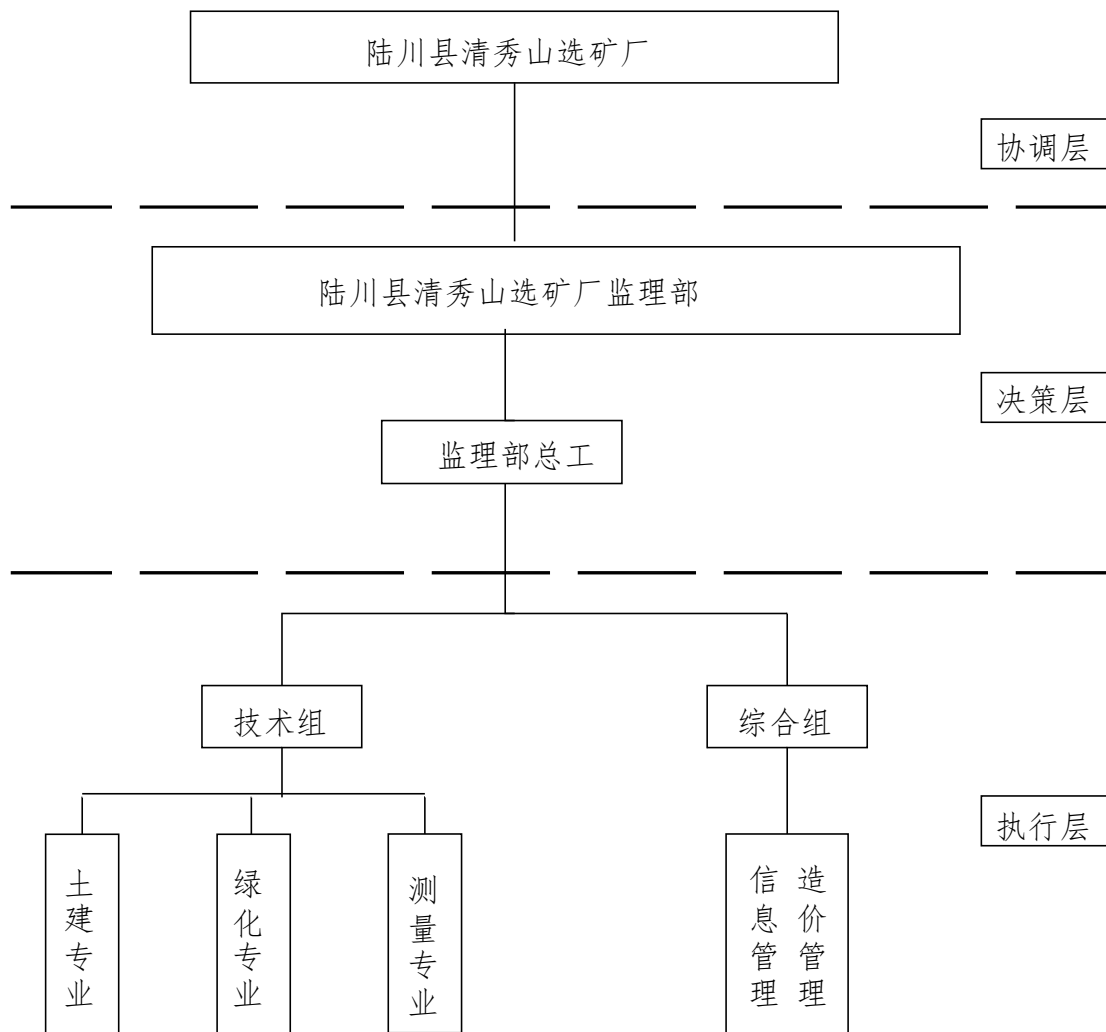 陆川县清秀山选矿厂
协调层
陆川县清秀山选矿厂监理部
决策层
监理部总工
技术组
综合组
执行层
土建专业
绿化专业
测量专业
信息管理
造价管理